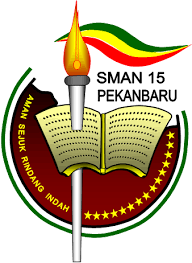 SMAN 15
PEKANBARU
AMAN SEJUK RINDANG INDAH